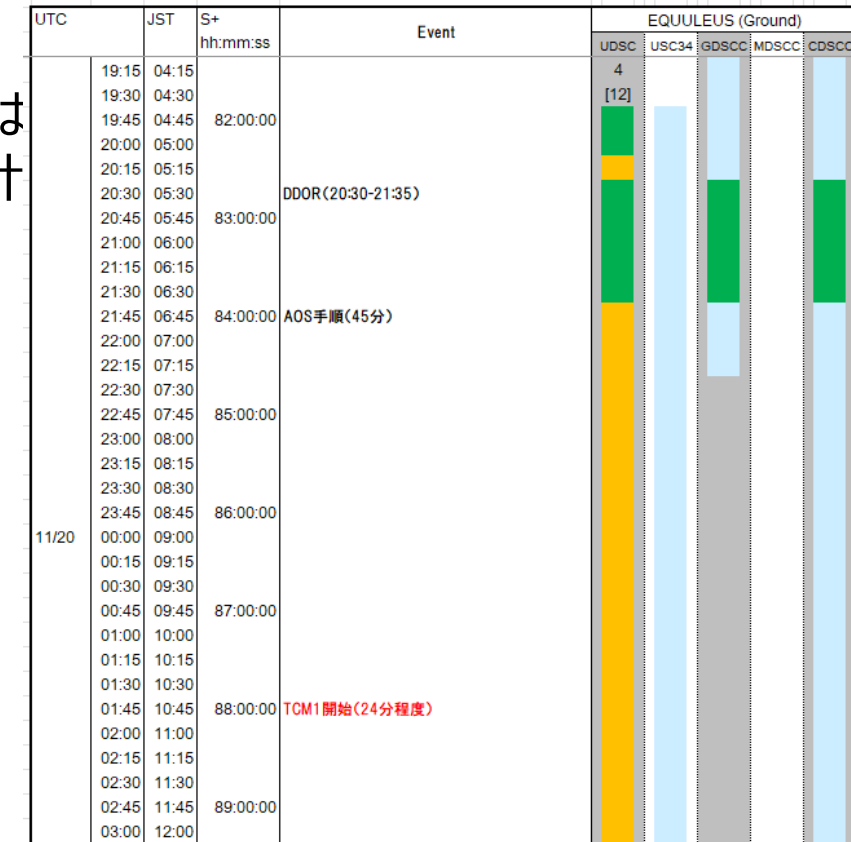 は
UTC JST S+ hh:mm:ss Event EQUULEUS (Ground)
UDSC USC34 GDSCC MDSCC CDSCC
19:15 04:15 4
19:30 04:30 [12]
19:45 04:45 82:00:00
20:00 05:00
20:15 05:15
20:30 05:30 DDOR(20:30-21:35)
20:45 05:45 83:00:00
21:00 06:00
21:15 06:15
21:30 06:30
21:45 06:45 84:00:00 AOS手順(45分)
22:00 07:00
22:15 07:15
22:30 07:30
22:45 07:45 85:00:00
23:00 08:00
23:15 08:15
23:30 08:30
23:45 08:45 86:00:00
11/20 00:00 09:00
00:15 09:15
00:30 09:30
00:45 09:45 87:00:00
01:00 10:00
01:15 10:15
01:30 10:30
01:45 10:45 88:00:00 TCM1開始(24分程度)
02:00 11:00
02:15 11:15
02:30 11:30
02:45 11:45 89:00:00
03:00 12:00